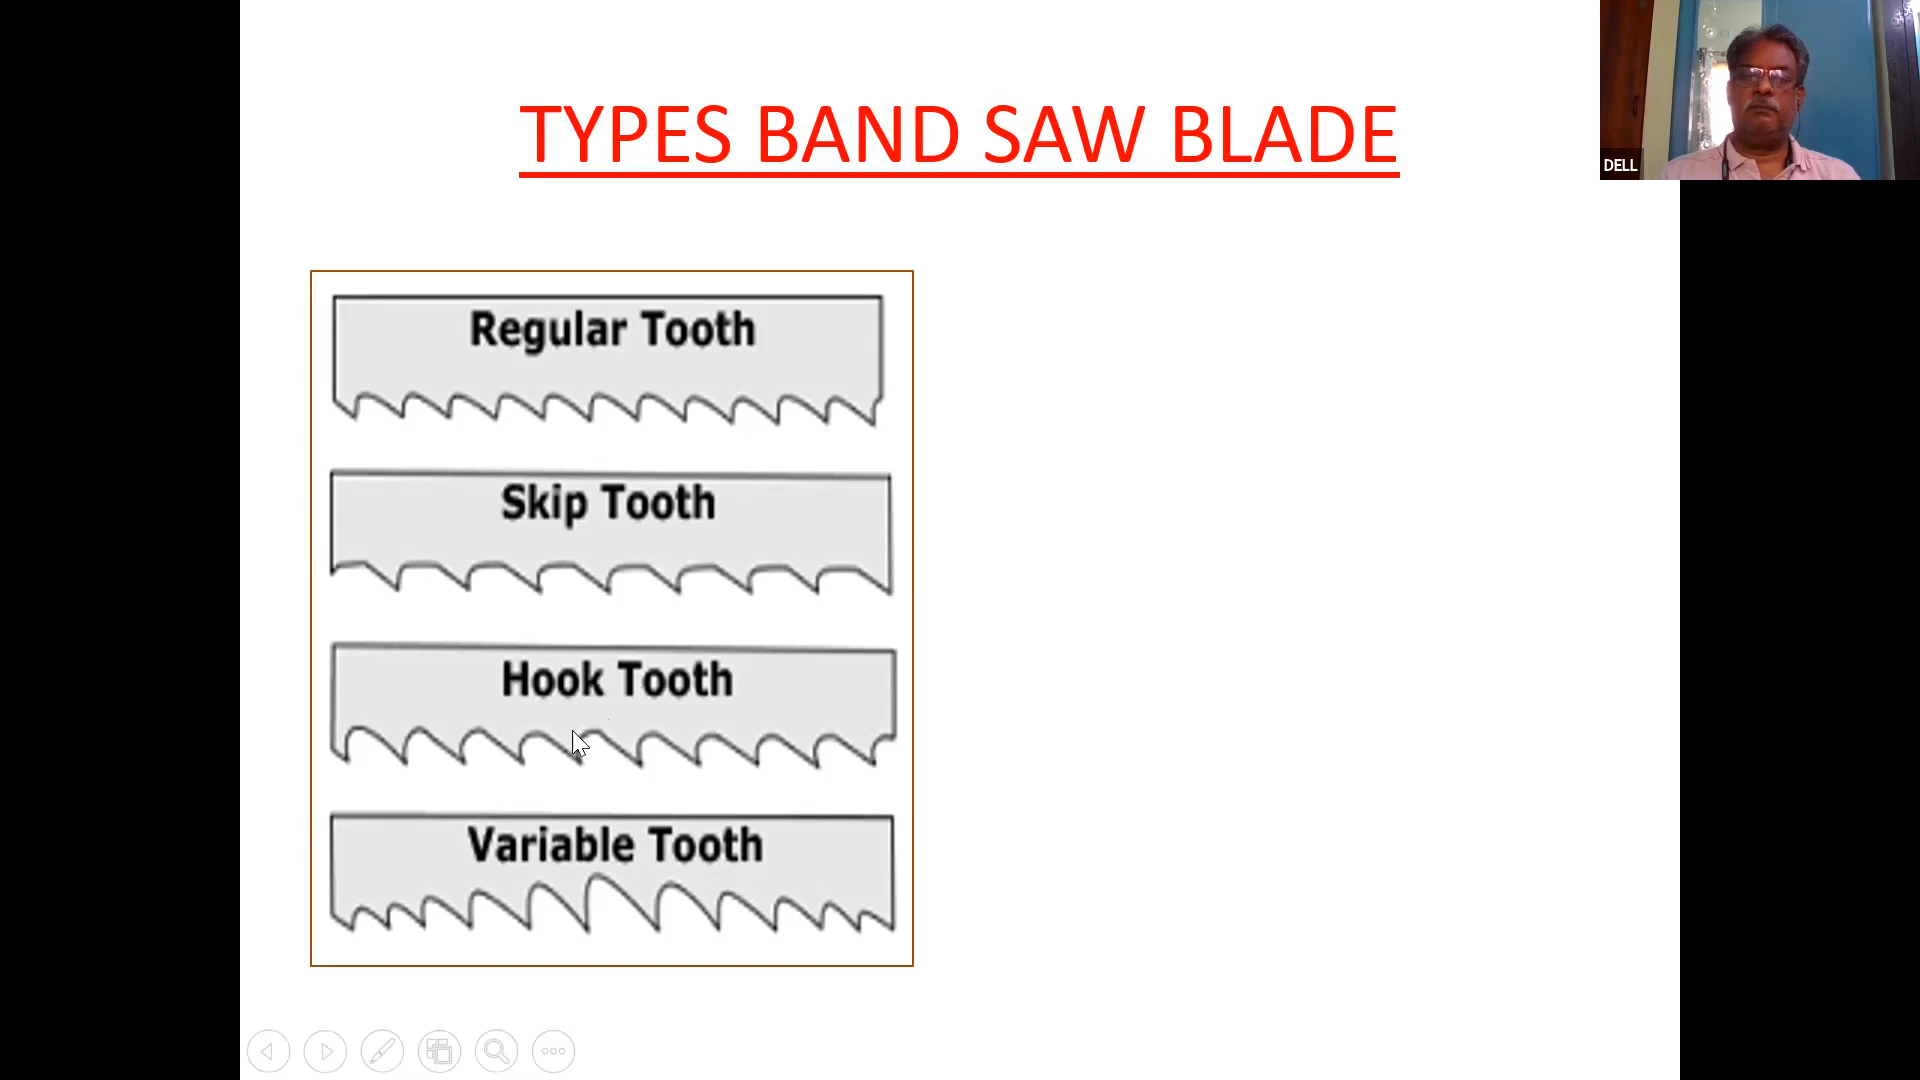 TYPES BAND SAW BLADE
DELL
Regular Tooth
Skip Tooth
Hook Tooth
Variable Tooth